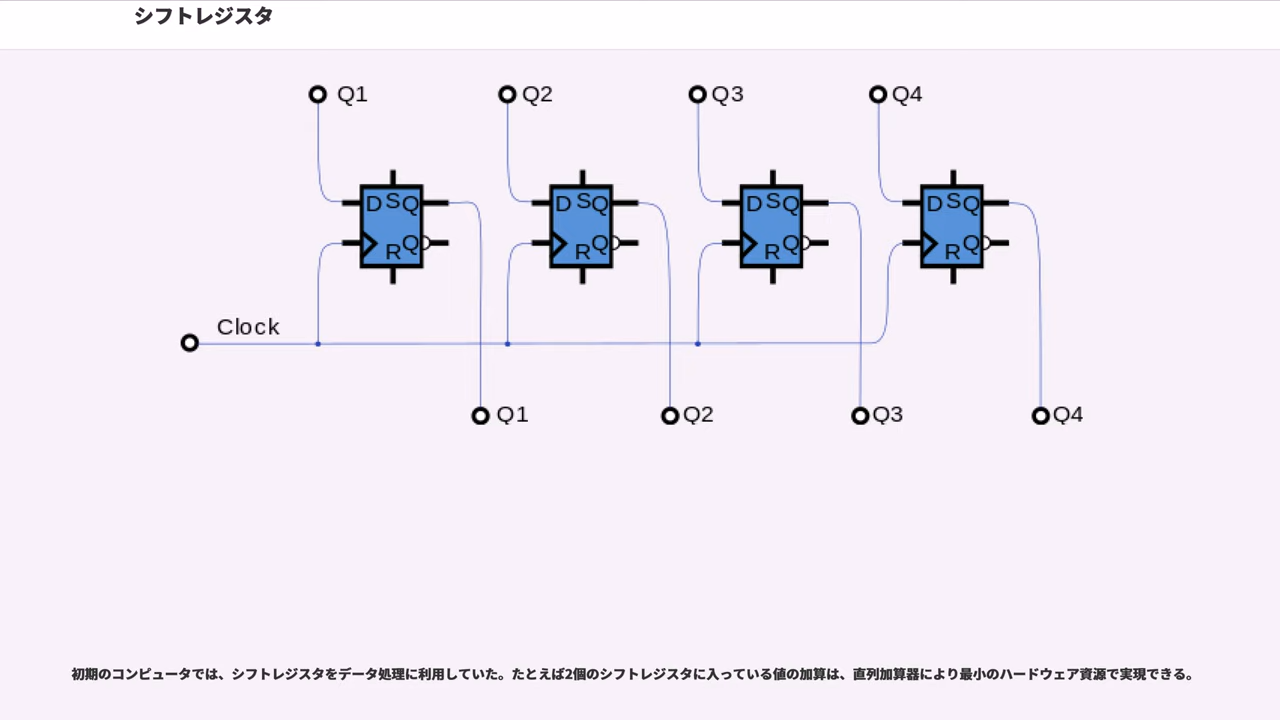 シフトレジスタ
Q1 Q2 Q3 Q4
D S Q D S Q D S Q D S Q
R Q R Q R Q R Q
Clock
Q1 Q2 Q3 Q4
初期のコンピュータでは、シフトレジスタをデータ処理に利用していた。たとえば2個のシフトレジスタに入っている値の加算は、直列加算器により最小のハードウェア資源で実現できる。